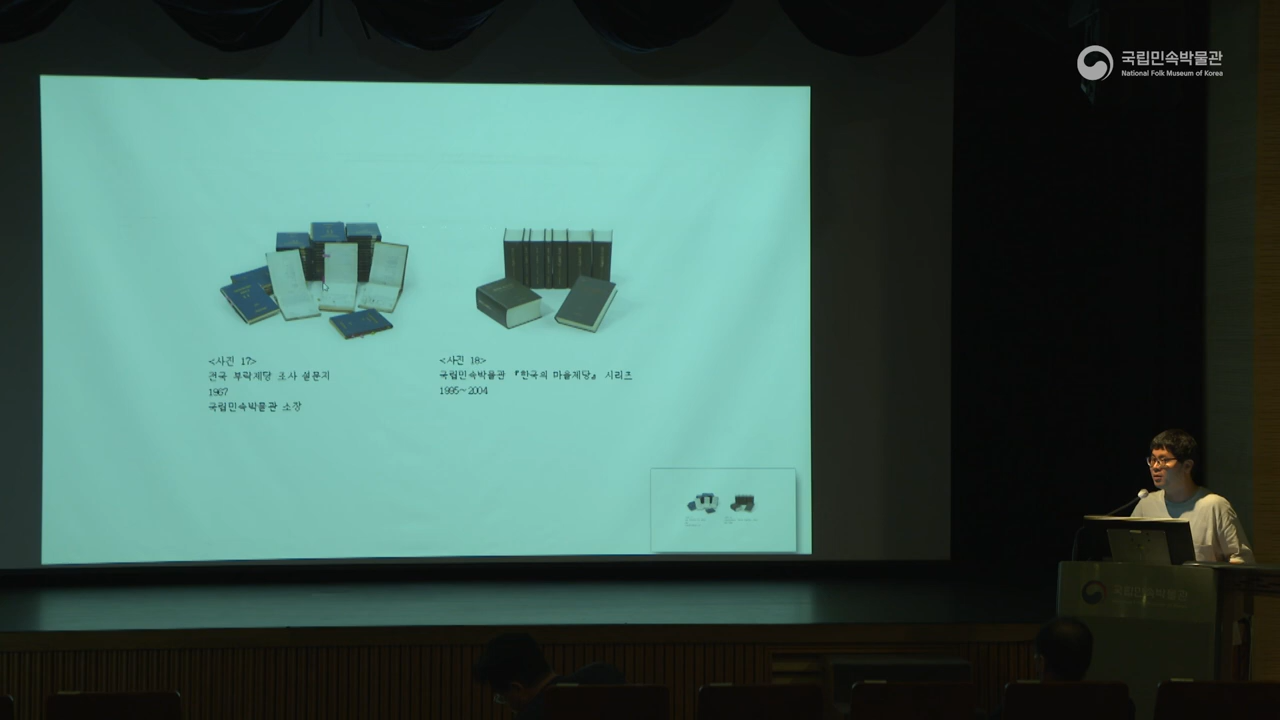 국립민속박물관
National Folk Museum of Korea
<사진 17>
전국 부락제당 조사 설문지
1967
국립민속박물관 소장
<사진 18>
국립민속박물관 『한국의 마을제당』 시리즈
1995~2004
국립민속박물관